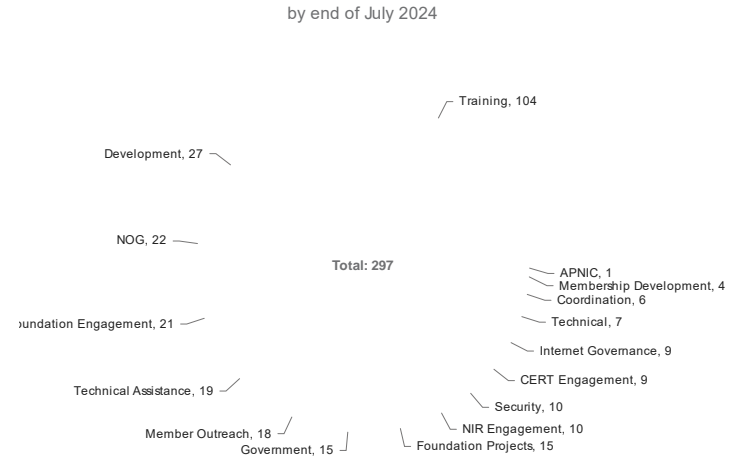 by end of July 2024
Training, 104
Development, 27
NOG, 22
Total: 297
APNIC, 1
Membership Development, 4
Coordination, 6
Technical, 7
oundation Engagement, 21
Internet Governance, 9
CERT Engagement, 9
Technical Assistance, 19
Security, 10
NIR Engagement, 10
Member Outreach, 18
Foundation Projects, 15
Government, 15